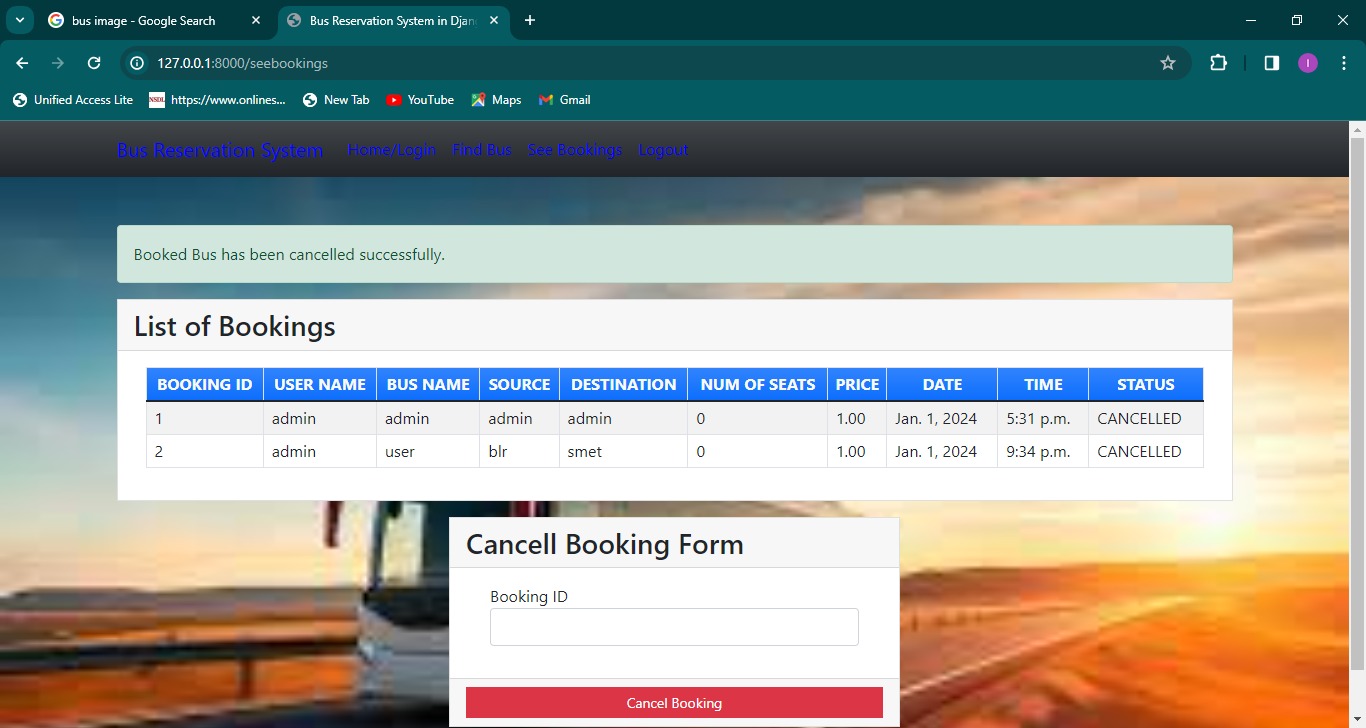 bus image - Google Search
Bus Reservation System in Djan
127.0.0.1:8000/seebookings
I
Unified Access Lite NSDL https://www.onlines... New Tab YouTube Maps Gmail
Bus Reservation System Home/Login Find Bus See Bookings Logout
Booked Bus has been cancelled successfully.
List of Bookings
BOOKING ID USER NAME BUS NAME SOURCE DESTINATION NUM OF SEATS PRICE DATE TIME STATUS
1 admin admin admin admin 0 1.00 Jan. 1, 2024 5:31 p.m. CANCELLED
2 admin user blr smet 0 1.00 Jan. 1, 2024 9:34 p.m. CANCELLED
Cancell Booking Form
Booking ID
Cancel Booking